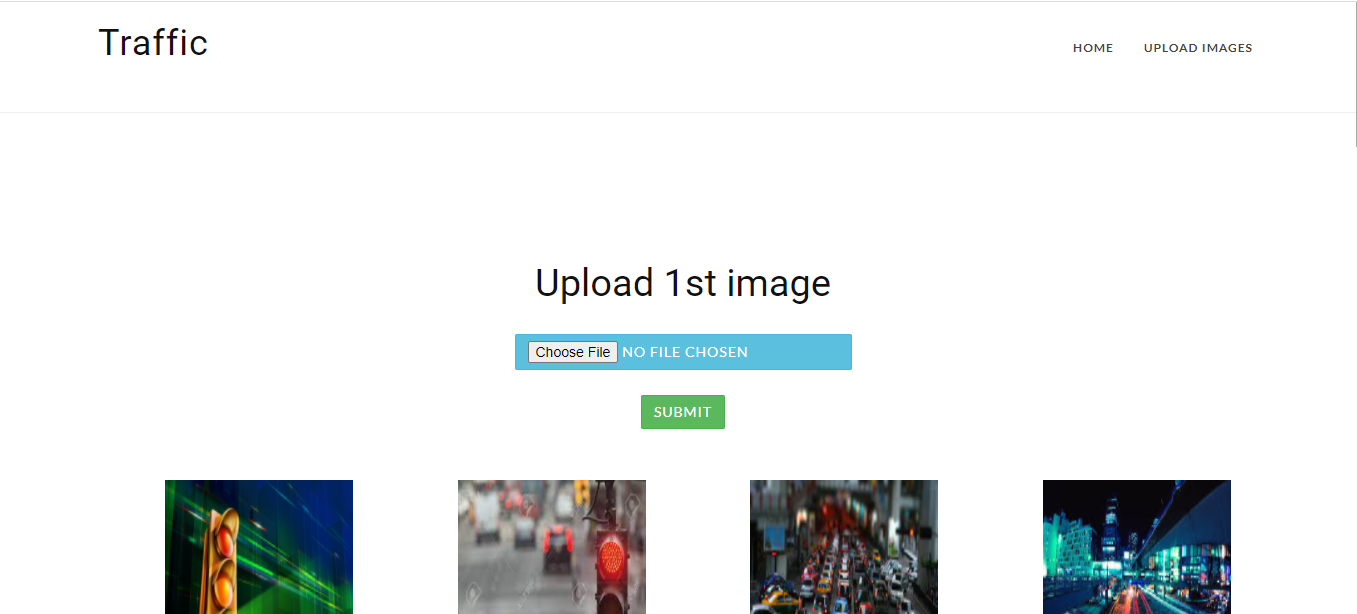 Traffic
HOME UPLOAD IMAGES
Upload 1st image
Choose File NO FILE CHOSEN
SUBMIT